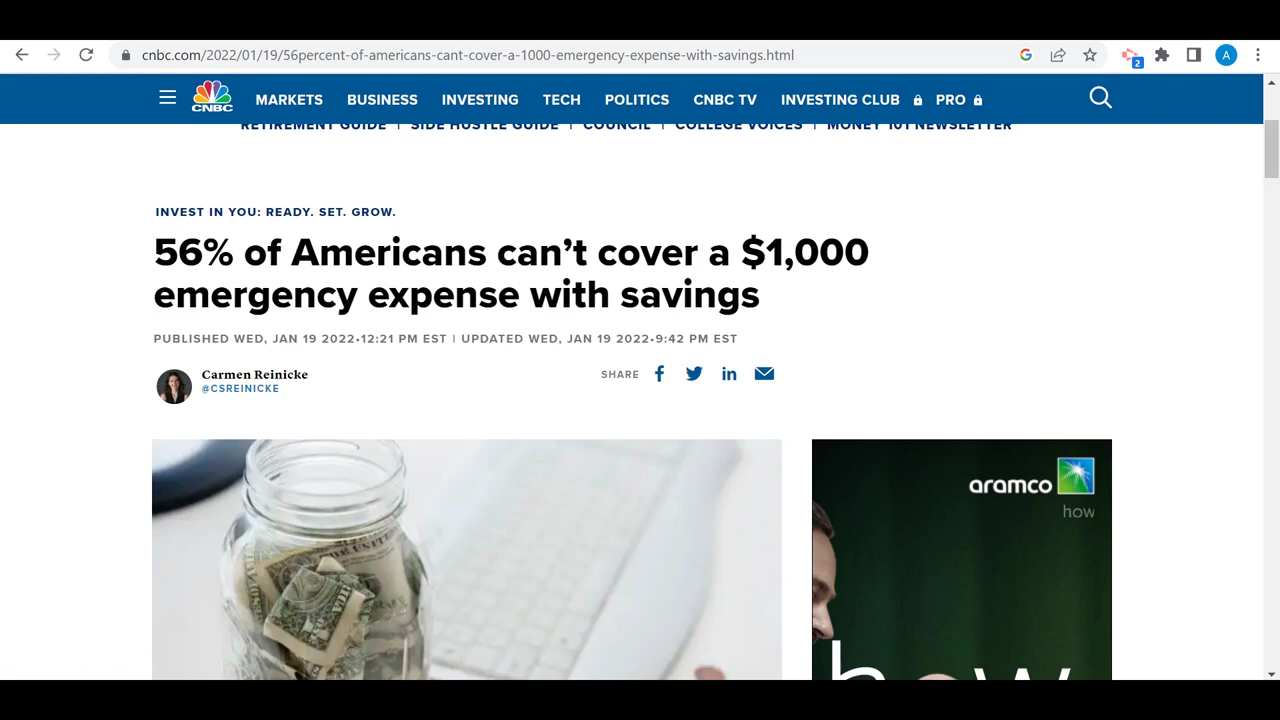 cnbc.com/2022/01/19/56percent-of-americans-cant-cover-a-1000-emergency-expense-with-savings.html
2
A
CNBC
MARKETS BUSINESS INVESTING TECH POLITICS CNBC TV INVESTING CLUB PRO
RETIREMENT GUIDE | SIDE HUSTLE GUIDE | COUNCIL | COLLEGE VOICES | MONEY 101 NEWSLETTER
INVEST IN YOU: READY. SET. GROW.
56% of Americans can’t cover a $1,000
emergency expense with savings
PUBLISHED WED, JAN 19 2022•12:21 PM EST | UPDATED WED, JAN 19 2022•9:42 PM EST
Carmen Reinicke
@CSREINICKE
SHARE
aramco
how
how